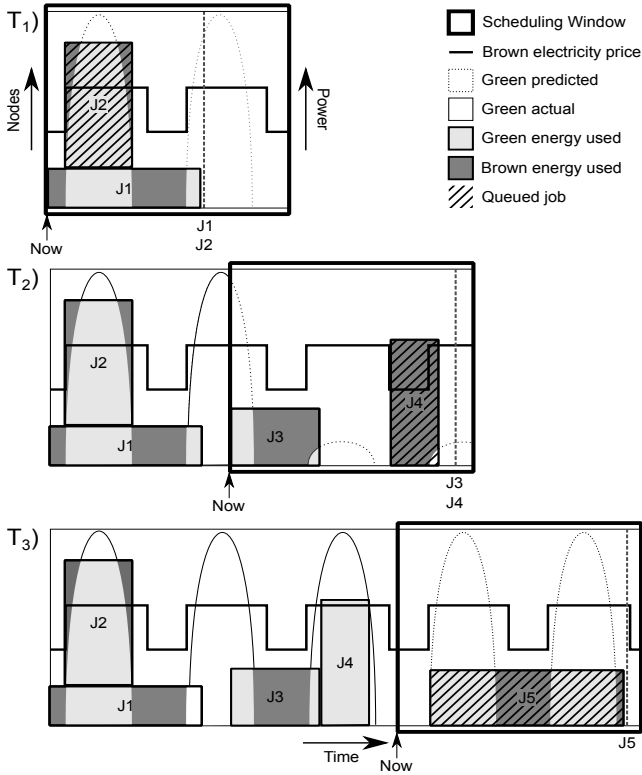 T1)
Nodes
J2
J1
Power
Now
J1
J2
Scheduling Window
Brown electricity price
Green predicted
Green actual
Green energy used
Brown energy used
Queued job
T2)
J2
J1
J3
J4
Now
J3
J4
T3)
J2
J1
J3
J4
J5
Time
Now
J5